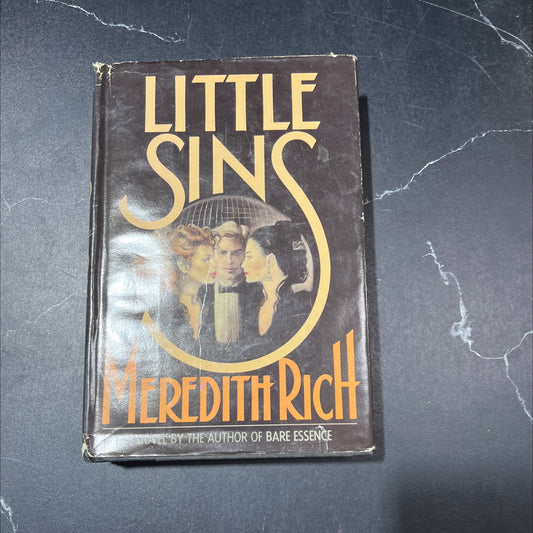 LITTLE
SINS
MEREDITH RICH
NOVEL BY THE AUTHOR OF BARE ESSENCE